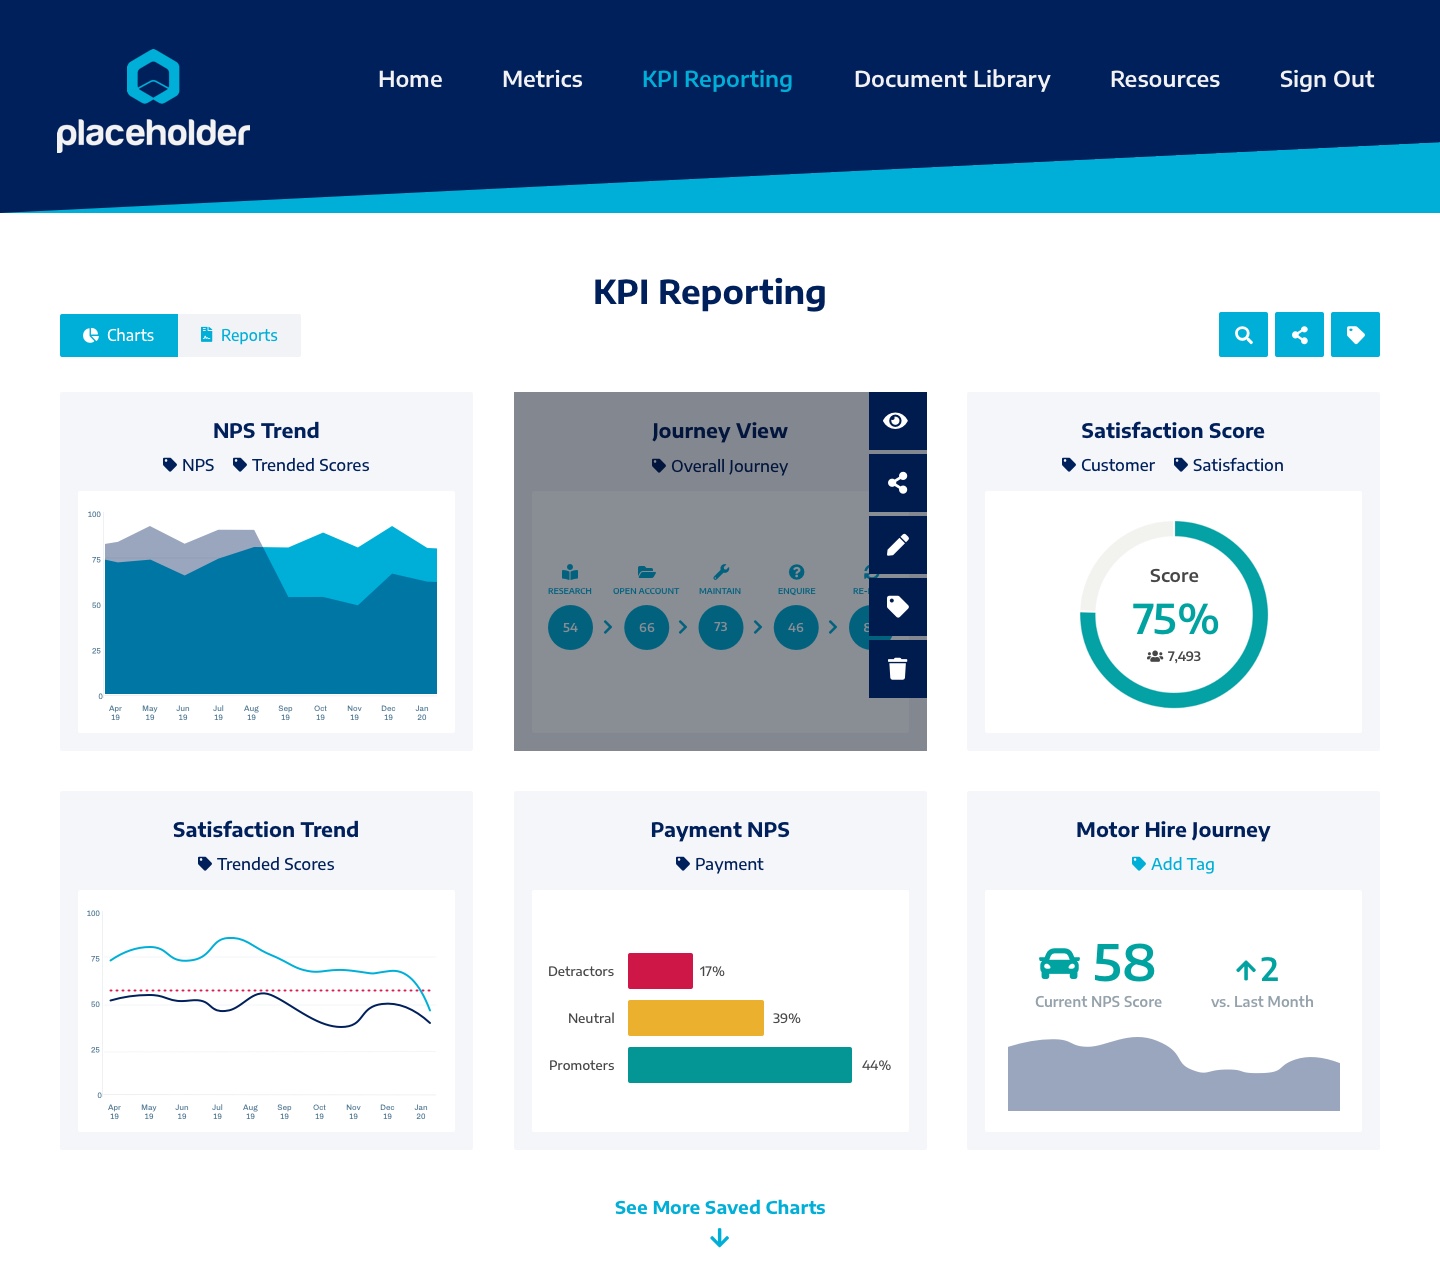 placeholder
Home Metrics KPI Reporting Document Library Resources Sign Out
KPI Reporting
Charts Reports
NPS Trend
NPS Trended Scores
100
75
50
25
0
Apr 19 May 19 Jun 19 Jul 19 Aug 19 Sep 19 Oct 19 Nov 19 Dec 19 Jan 20
Journey View
Overall Journey
RESEARCH OPEN ACCOUNT MAINTAIN ENQUIRE
54 66 73 46
Satisfaction Score
Customer Satisfaction
Score
75%
7,493
Satisfaction Trend
Trended Scores
100
75
50
25
0
Apr 19 May 19 Jun 19 Jul 19 Aug 19 Sep 19 Oct 19 Nov 19 Dec 19 Jan 20
Payment NPS
Payment
Detractors 17%
Neutral 39%
Promoters 44%
Motor Hire Journey
Add Tag
58 2
Current NPS Score vs. Last Month
See More Saved Charts